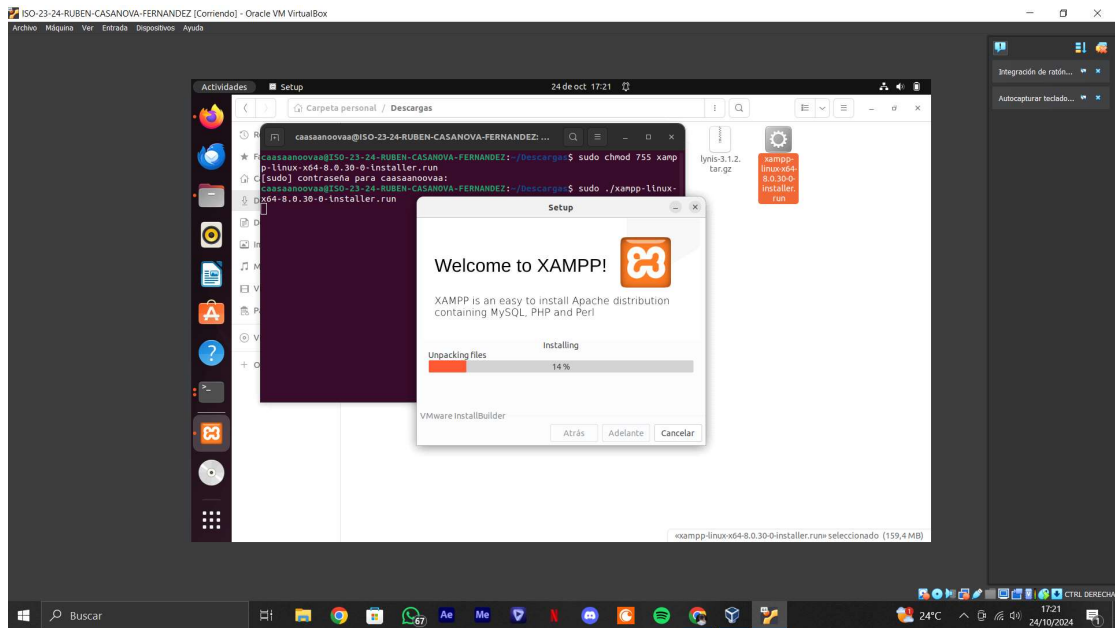 ISO-23-24-RUBEN-CASANOVA-FERNANDEZ [Corriendo] - Oracle VM VirtualBox
Archivo Máquina Ver Entrada Dispositivos Ayuda
Integración de ratón...
Autocapturar teclado...
Actividades Setup 24 de oct 17:21
Carpeta personal / Descargas
caasaanoovaa@ISO-23-24-RUBEN-CASANOVA-FERNANDEZ: ...
caasaanoovaa@ISO-23-24-RUBEN-CASANOVA-FERNANDEZ:~/Descargas$ sudo chmod 755 xamp
p-linux-x64-8.0.30-0-installer.run
[sudo] contraseña para caasaanoovaa:
caasaanoovaa@ISO-23-24-RUBEN-CASANOVA-FERNANDEZ:~/Descargas$ sudo ./xampp-linux-
x64-8.0.30-0-installer.run
lynis-3.1.2.
tar.gz
xampp-
linux-x64-
8.0.30-0-
installer.
run
Setup
Welcome to XAMPP!
XAMPP is an easy to install Apache distribution
containing MySQL, PHP and Perl
Installing
Unpacking files
14 %
VMware InstallBuilder
Atrás Adelante Cancelar
«xampp-linux-x64-8.0.30-0-installer.run» seleccionado (159,4 MB)
CTRL DERECHA
Buscar
67
Ae
Me
24°C
17:21
24/10/2024